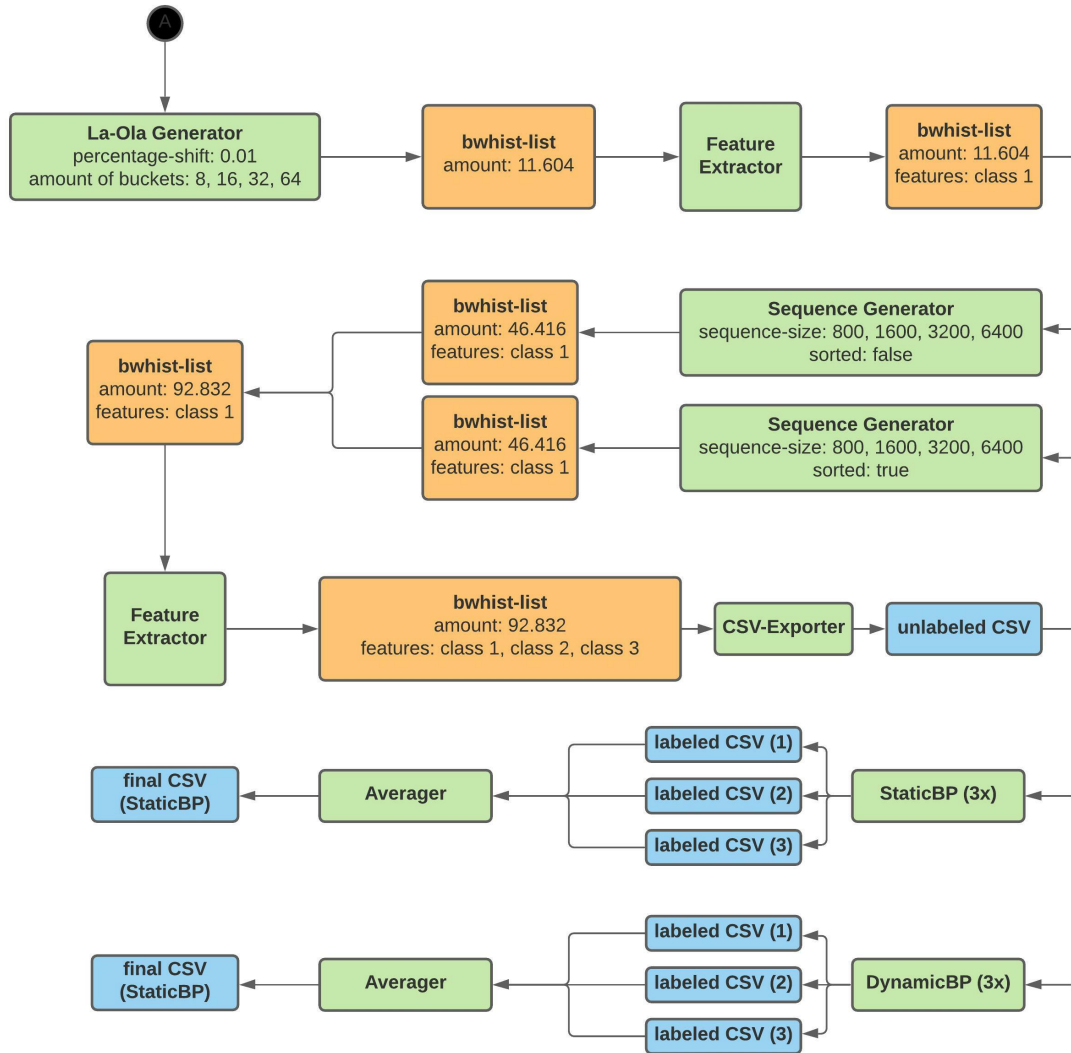 A
La-Ola Generator
percentage-shift: 0.01
amount of buckets: 8, 16, 32, 64
bwhist-list
amount: 11.604
Feature
Extractor
bwhist-list
amount: 11.604
features: class 1
Sequence Generator
sequence-size: 800, 1600, 3200, 6400
sorted: false
bwhist-list
amount: 46.416
features: class 1
Sequence Generator
sequence-size: 800, 1600, 3200, 6400
sorted: true
bwhist-list
amount: 46.416
features: class 1
bwhist-list
amount: 92.832
features: class 1
Feature
Extractor
bwhist-list
amount: 92.832
features: class 1, class 2, class 3
CSV-Exporter
unlabeled CSV
StaticBP (3x)
labeled CSV (1)
labeled CSV (2)
labeled CSV (3)
Averager
final CSV
(StaticBP)
DynamicBP (3x)
labeled CSV (1)
labeled CSV (2)
labeled CSV (3)
Averager
final CSV
(StaticBP)